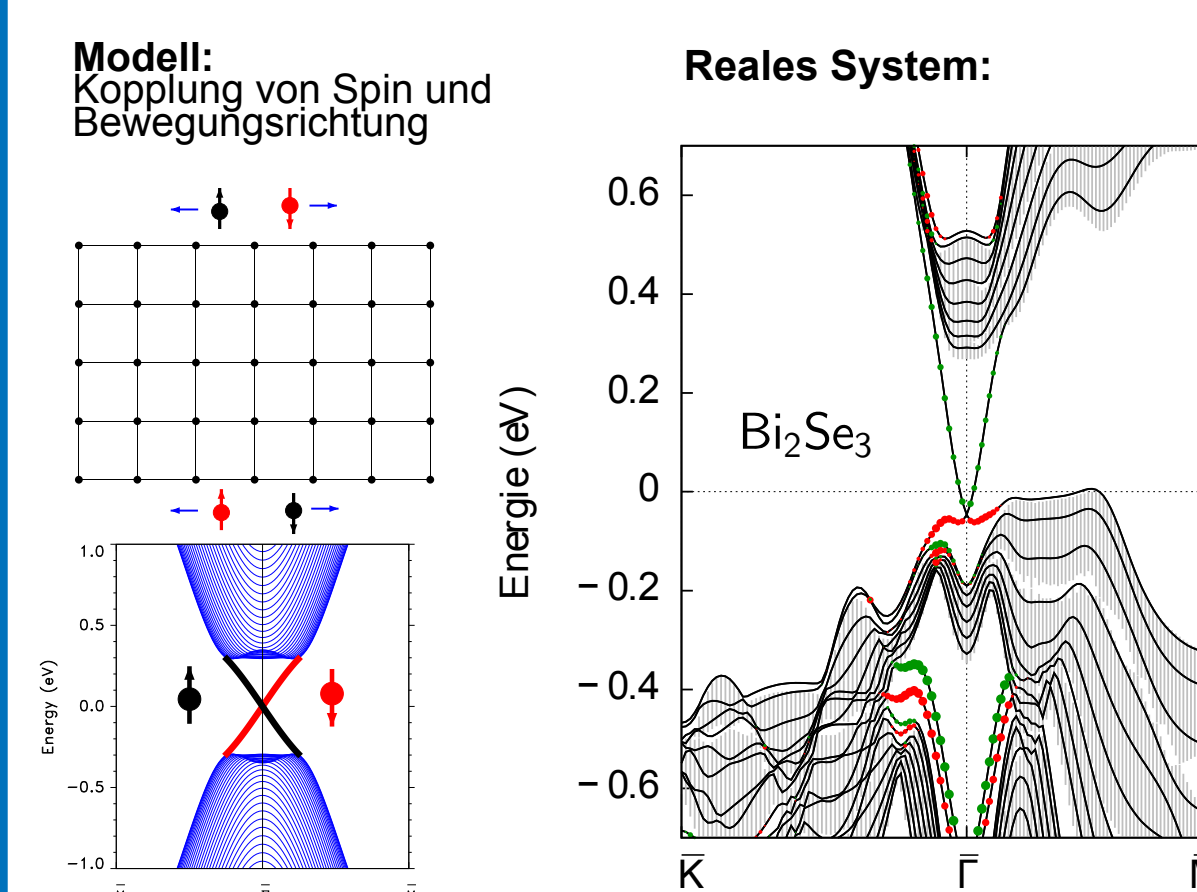 Modell:
Kopplung von Spin und
Bewegungsrichtung
Reales System:
Energie (eV)
0.6
0.4
0.2
0
−0.2
−0.4
−0.6
Bi₂Se₃
K̅
Γ̅
Energy (eV)
1.0
0.5
0.0
−0.5
−1.0